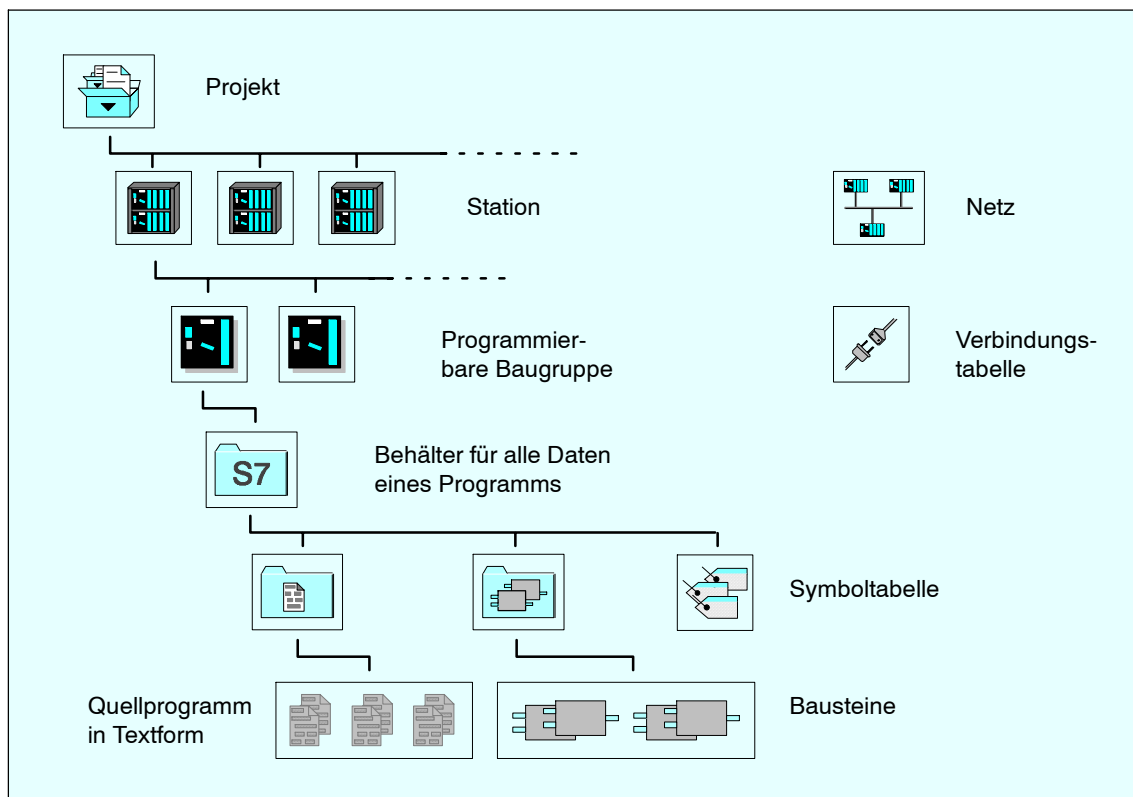 Projekt
Station
Netz
Programmier-
bare Baugruppe
Verbindungs-
tabelle
S7
Behälter für alle Daten
eines Programms
Symboltabelle
Quellprogramm
in Textform
Bausteine